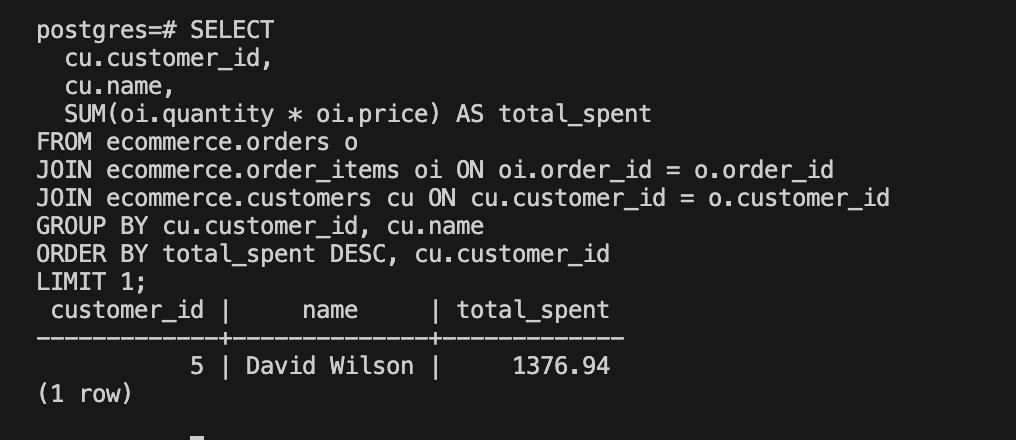 postgres=# SELECT
  cu.customer_id,
  cu.name,
  SUM(oi.quantity * oi.price) AS total_spent
FROM ecommerce.orders o
JOIN ecommerce.order_items oi ON oi.order_id = o.order_id
JOIN ecommerce.customers cu ON cu.customer_id = o.customer_id
GROUP BY cu.customer_id, cu.name
ORDER BY total_spent DESC, cu.customer_id
LIMIT 1;
 customer_id |     name     | total_spent
-------------+--------------+-------------
           5 | David Wilson |     1376.94
(1 row)